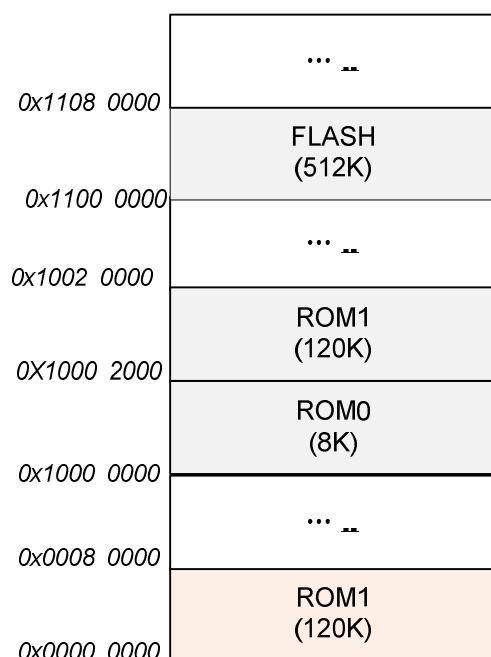 ... ..
0x1108 0000
FLASH
(512K)
0x1100 0000
... ..
0x1002 0000
ROM1
(120K)
0X1000 2000
ROM0
(8K)
0x1000 0000
... ..
0x0008 0000
ROM1
(120K)
0x0000 0000